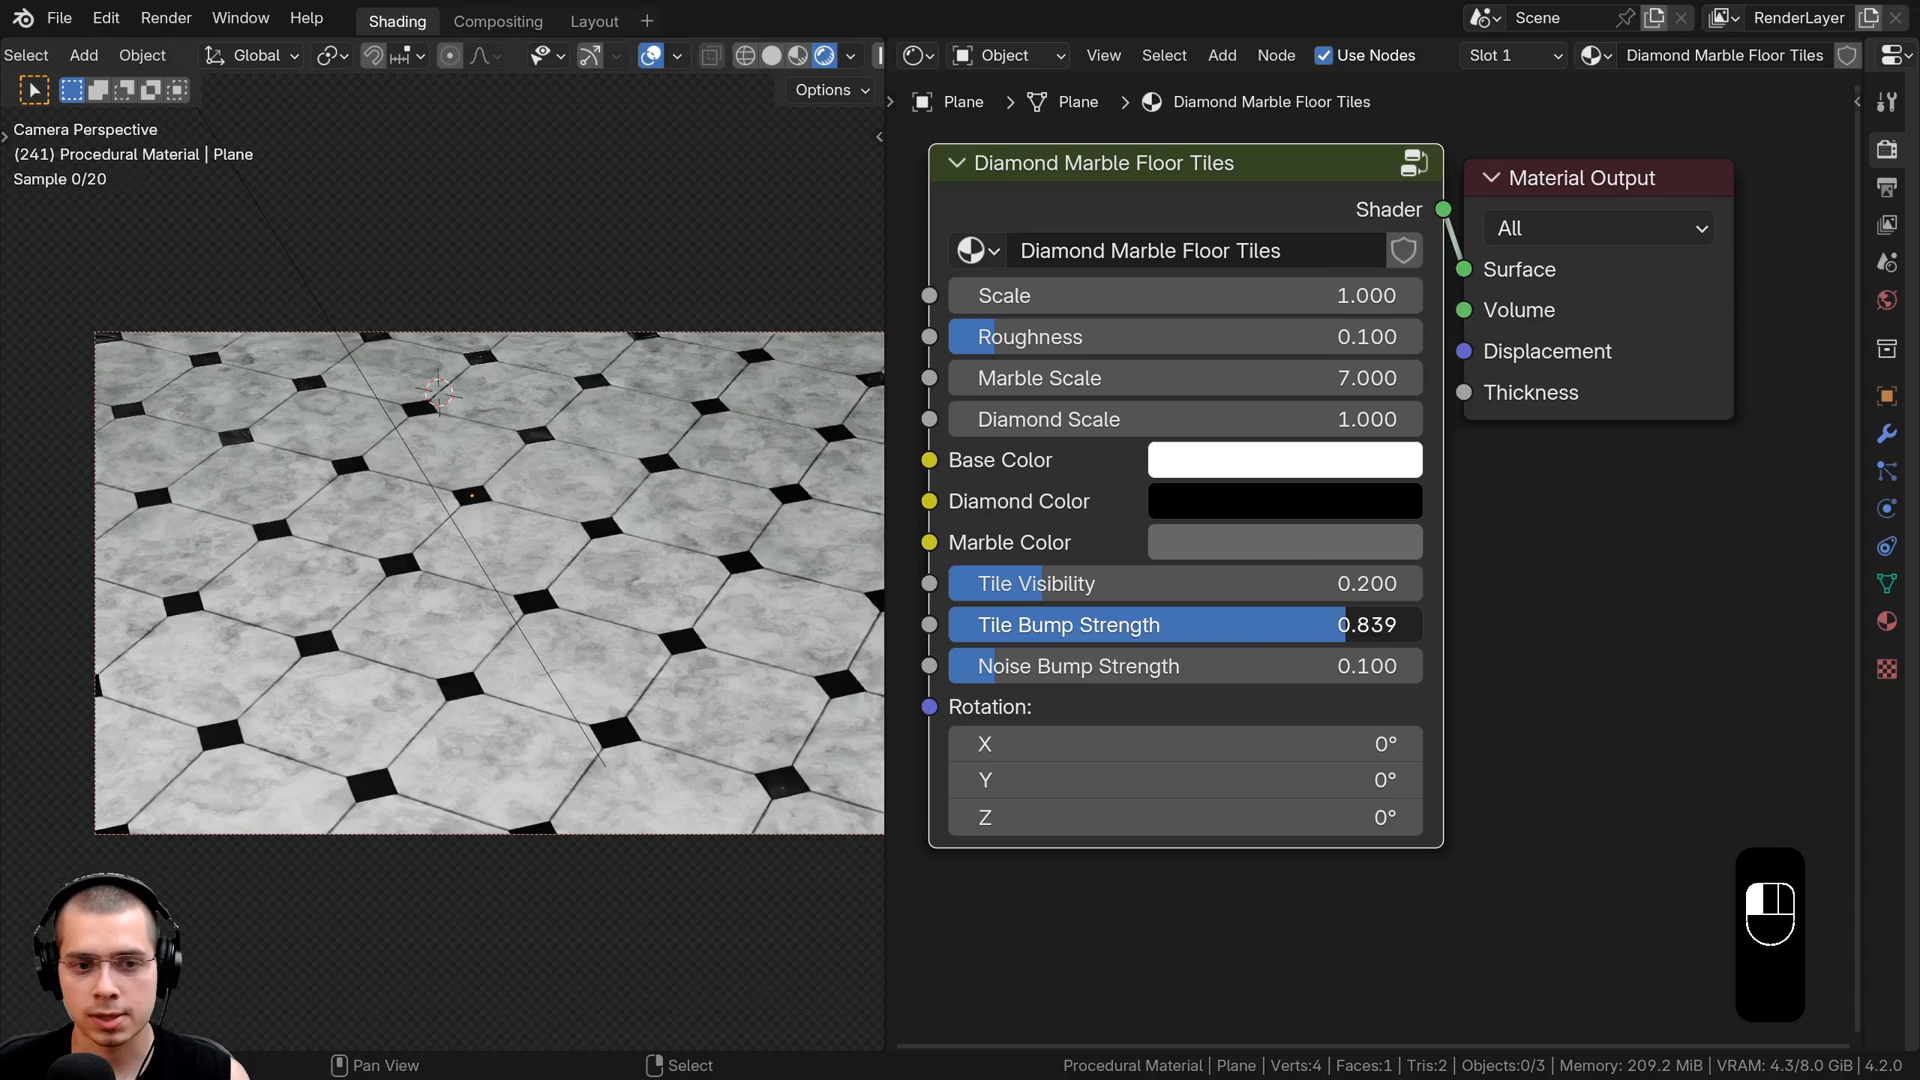 File Edit Render Window Help Shading Compositing Layout + Scene RenderLayer
Select Add Object Global Object View Select Add Node Use Nodes Slot 1 Diamond Marble Floor Tiles
Options
Plane > Plane > Diamond Marble Floor Tiles
Camera Perspective
(241) Procedural Material | Plane
Sample 0/20
Diamond Marble Floor Tiles
Shader
Diamond Marble Floor Tiles
Scale 1.000
Roughness 0.100
Marble Scale 7.000
Diamond Scale 1.000
Base Color
Diamond Color
Marble Color
Tile Visibility 0.200
Tile Bump Strength 0.839
Noise Bump Strength 0.100
Rotation:
X 0°
Y 0°
Z 0°
Material Output
All
Surface
Volume
Displacement
Thickness
Pan View Select Procedural Material | Plane | Verts:4 | Faces:1 | Tris:2 | Objects:0/3 | Memory: 209.2 MiB | VRAM: 4.3/8.0 GiB | 4.2.0